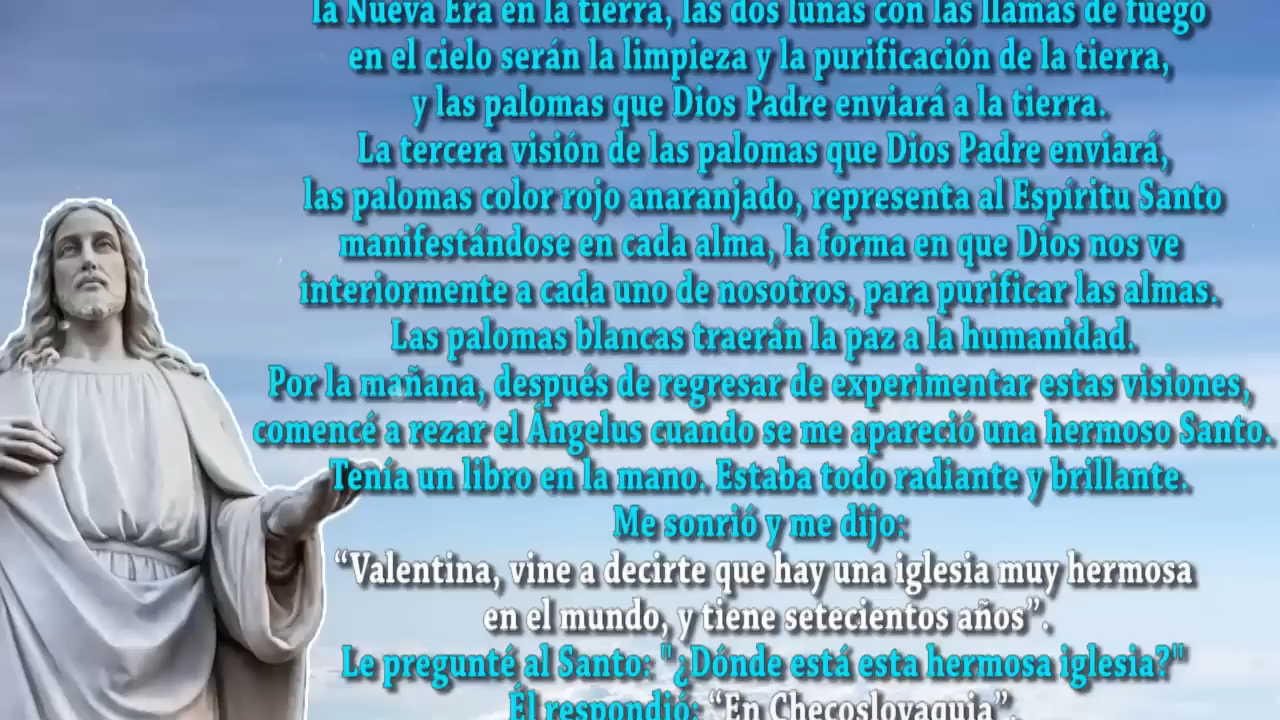 la Nueva Era en la tierra, las dos lunas con las llamas de fuego
en el cielo serán la limpieza y la purificación de la tierra,
y las palomas que Dios Padre enviará a la tierra.
La tercera visión de las palomas que Dios Padre enviará,
las palomas color rojo anaranjado, representa al Espíritu Santo
manifestándose en cada alma, la forma en que Dios nos ve
interiormente a cada uno de nosotros, para purificar las almas.
Las palomas blancas traerán la paz a la humanidad.
Por la mañana, después de regresar de experimentar estas visiones,
comencé a rezar el Ángelus cuando se me apareció una hermoso Santo.
Tenía un libro en la mano. Estaba todo radiante y brillante.
Me sonrió y me dijo:
“Valentina, vine a decirte que hay una iglesia muy hermosa
en el mundo, y tiene setecientos años”.
Le pregunté al Santo: "¿Dónde está esta hermosa iglesia?"
Él respondió: “En Checoslovaquia”.